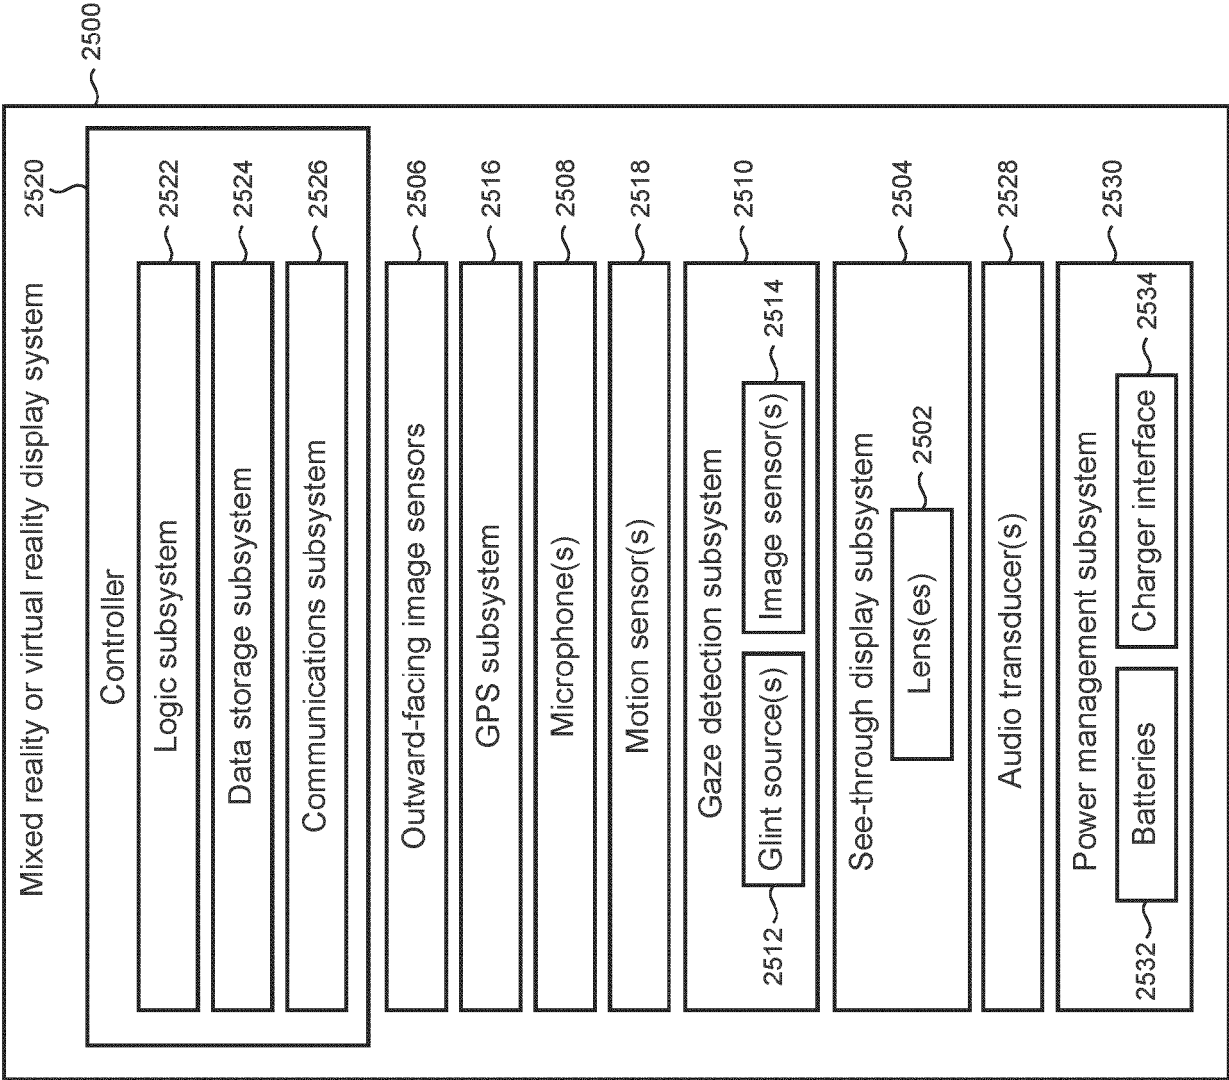 2500
Mixed reality or virtual reality display system
2520
Controller
Logic subsystem
2522
Data storage subsystem
2524
Communications subsystem
2526
Outward-facing image sensors
2506
GPS subsystem
2516
Microphone(s)
2508
Motion sensor(s)
2518
Gaze detection subsystem
2510
Glint source(s)
Image sensor(s)
2512
2514
See-through display subsystem
2504
Lens(es)
2502
Audio transducer(s)
2528
Power management subsystem
2530
Batteries
Charger interface
2532
2534